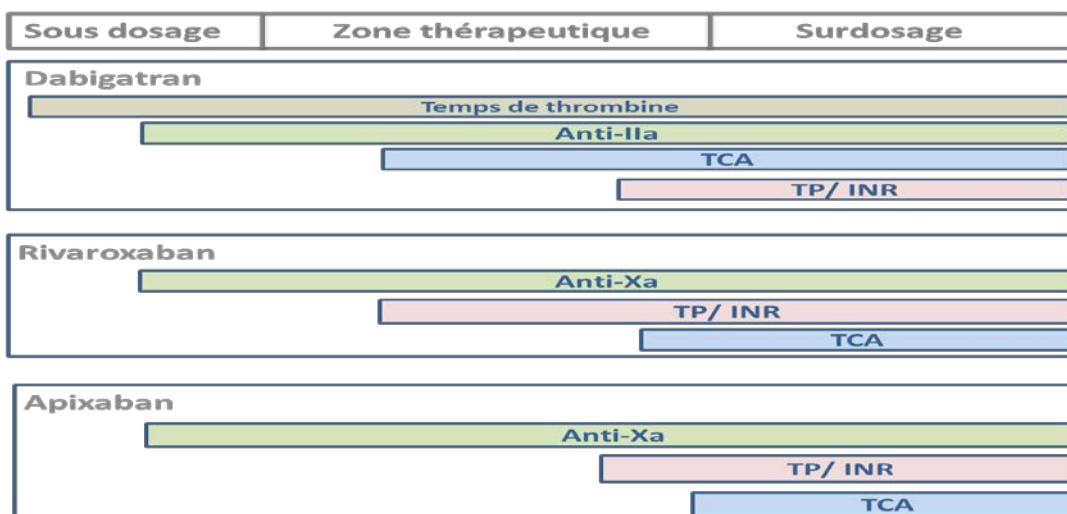 Sous dosage Zone thérapeutique Surdosage
Dabigatran
Temps de thrombine
Anti-IIa
TCA
TP/ INR
Rivaroxaban
Anti-Xa
TP/ INR
TCA
Apixaban
Anti-Xa
TP/ INR
TCA